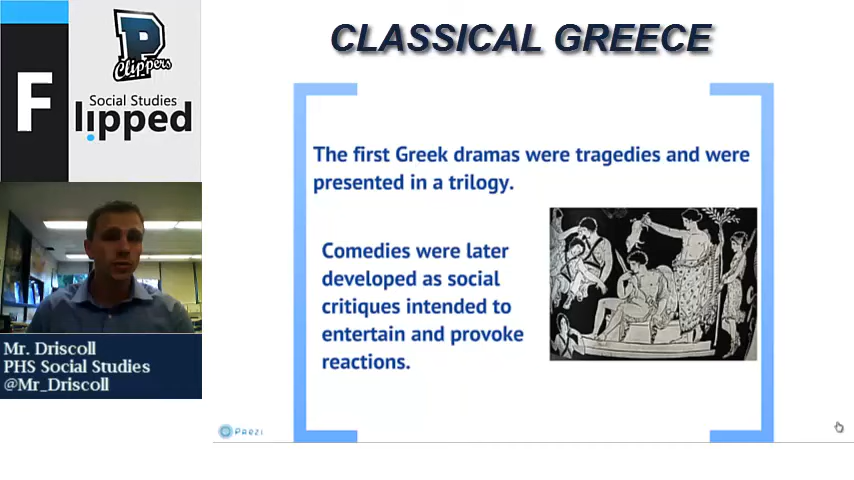 CLASSICAL GREECE
P
Clippers
F
Social Studies
lipped
The first Greek dramas were tragedies and were
presented in a trilogy.
Comedies were later
developed as social
critiques intended to
entertain and provoke
reactions.
Mr. Driscoll
PHS Social Studies
@Mr_Driscoll
Prezi